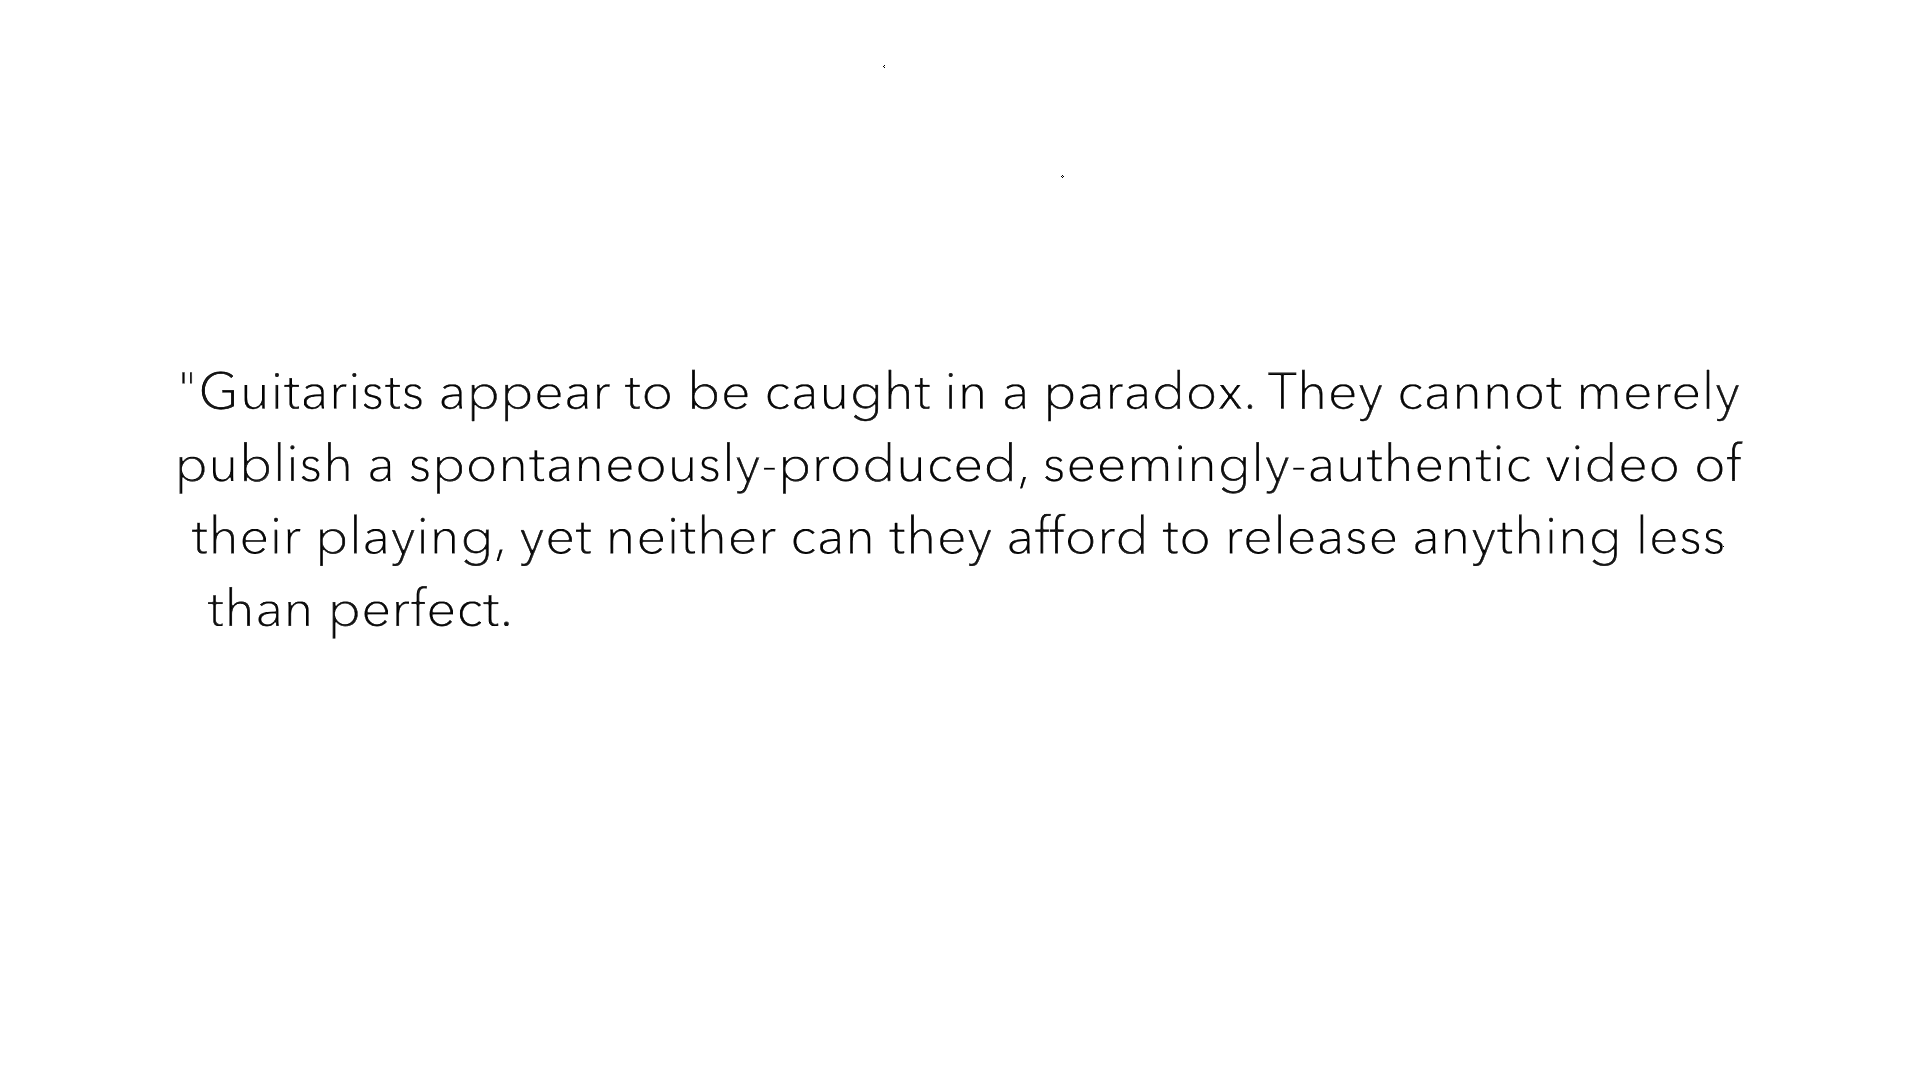 "Guitarists appear to be caught in a paradox. They cannot merely
publish a spontaneously-produced, seemingly-authentic video of
their playing, yet neither can they afford to release anything less
than perfect.